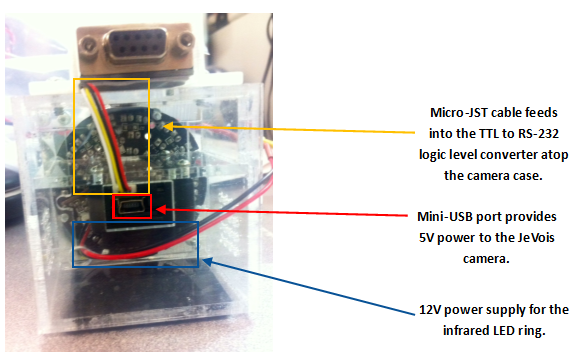 Micro-JST cable feeds
into the TTL to RS-232
logic level converter atop
the camera case.
Mini-USB port provides
5V power to the JeVois
camera.
12V power supply for the
infrared LED ring.